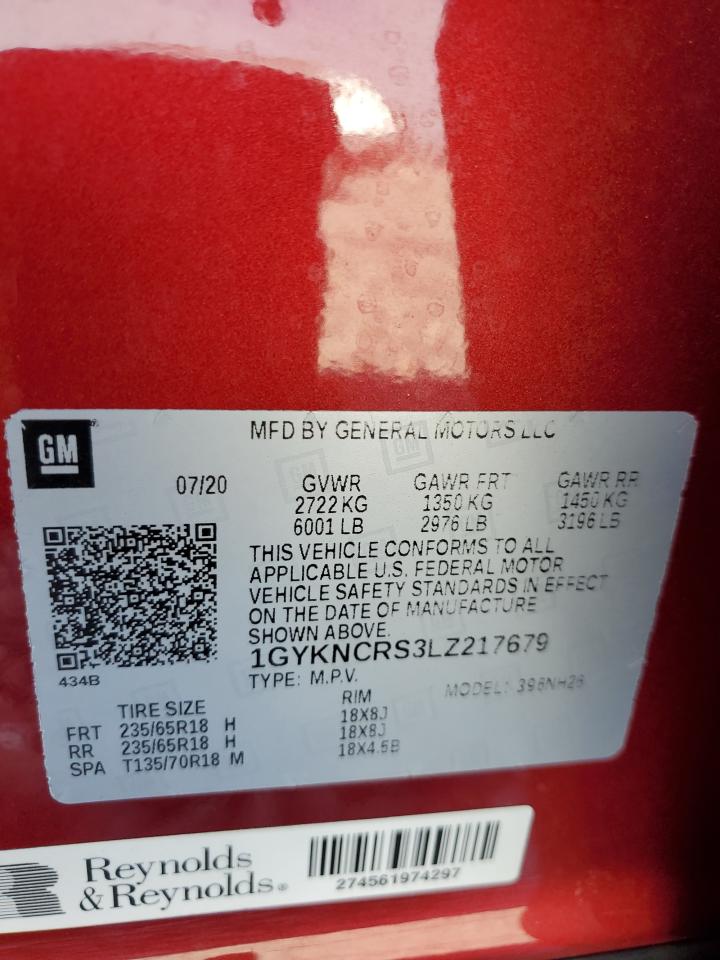 GM
MFD BY GENERAL MOTORS LLC
07/20 GVWR GAWR FRT GAWR RR
2722 KG 1350 KG 1450 KG
6001 LB 2976 LB 3196 LB
THIS VEHICLE CONFORMS TO ALL
APPLICABLE U.S. FEDERAL MOTOR
VEHICLE SAFETY STANDARDS IN EFFECT
ON THE DATE OF MANUFACTURE
SHOWN ABOVE.
1GYKNCRS3LZ217679
434B
TYPE: M.P.V. MODEL: 396NH26
TIRE SIZE RIM
FRT 235/65R18 H 18X8J
RR 235/65R18 H 18X8J
SPA T135/70R18 M 18X4.5B
Reynolds
&Reynolds®
274561974297